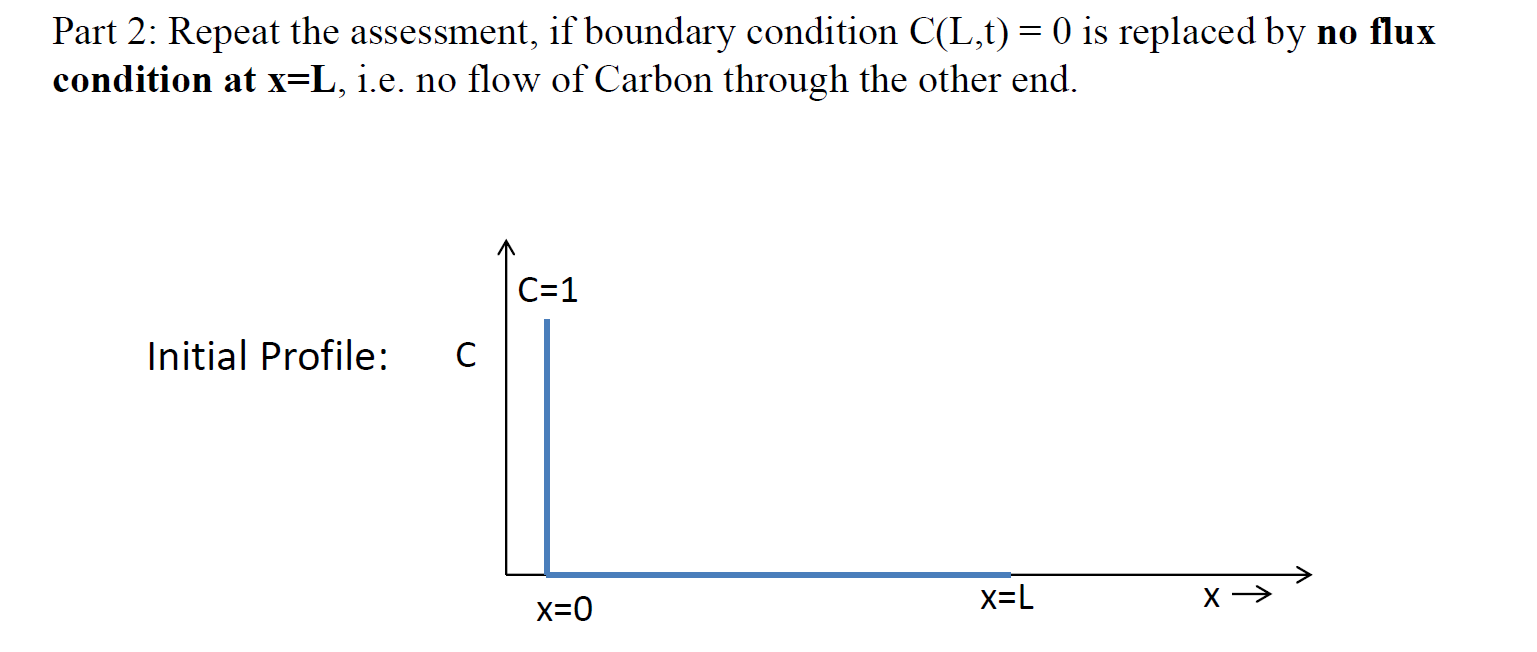 Part 2: Repeat the assessment, if boundary condition C(L,t) = 0 is replaced by no flux
condition at x=L, i.e. no flow of Carbon through the other end.
C=1
Initial Profile: C
x=0
x=L
x →